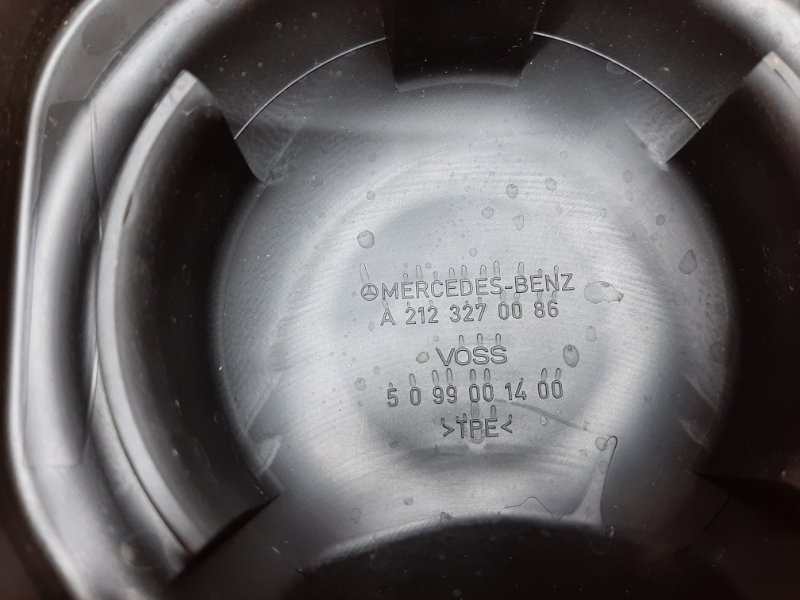 MERCEDES-BENZ
A 212 327 00 86
VOSS
5 0 99 00 14 00
>TPE<